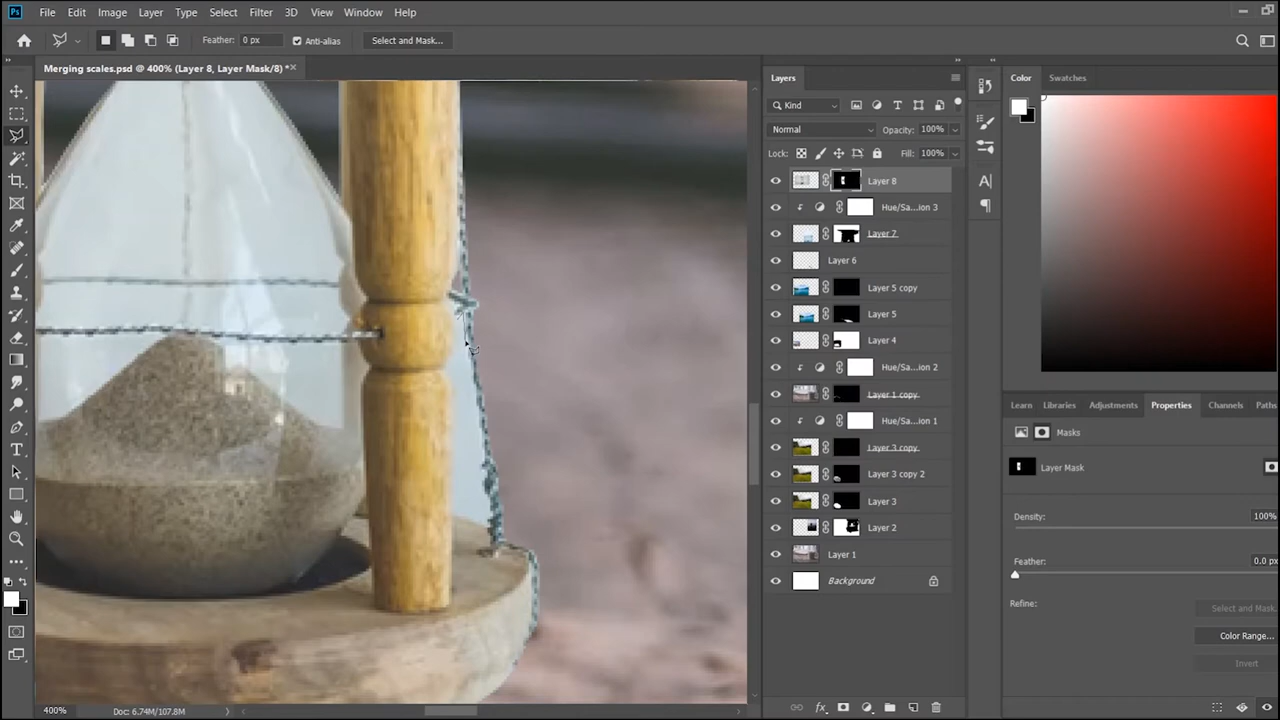 Ps File Edit Image Layer Type Select Filter 3D View Window Help
Feather: 0 px Anti-alias Select and Mask...
Merging scales.psd @ 400% (Layer 8, Layer Mask/8) *
Layers
Kind
Normal Opacity: 100%
Lock: Fill: 100%
Layer 8
Hue/Sa...ion 3
Layer 7
Layer 6
Layer 5 copy
Layer 5
Layer 4
Hue/Sa...ion 2
Layer 1 copy
Hue/Sa...ion 1
Layer 3 copy
Layer 3 copy 2
Layer 3
Layer 2
Layer 1
Background
fx
Color Swatches
Learn Libraries Adjustments Properties Channels Paths
Masks
Layer Mask
Density: 100%
Feather: 0.0 px
Refine:
Select and Mask.
Color Range...
Invert
400% Doc: 6.74M/107.8M